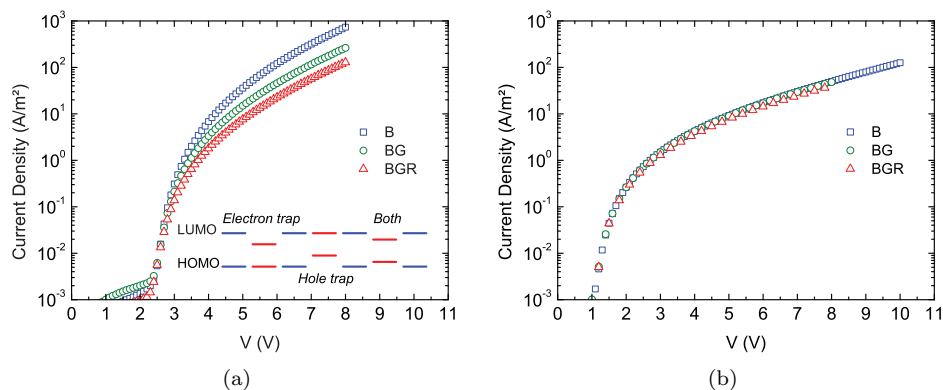 10³
10²
10¹
10⁰
10⁻¹
10⁻²
10⁻³
Current Density (A/m²)
B
BG
BGR
Electron trap
Both
LUMO
HOMO
Hole trap
0 1 2 3 4 5 6 7 8 9 10 11
V (V)
(a)
10³
10²
10¹
10⁰
10⁻¹
10⁻²
10⁻³
Current Density (A/m²)
B
BG
BGR
0 1 2 3 4 5 6 7 8 9 10 11
V (V)
(b)